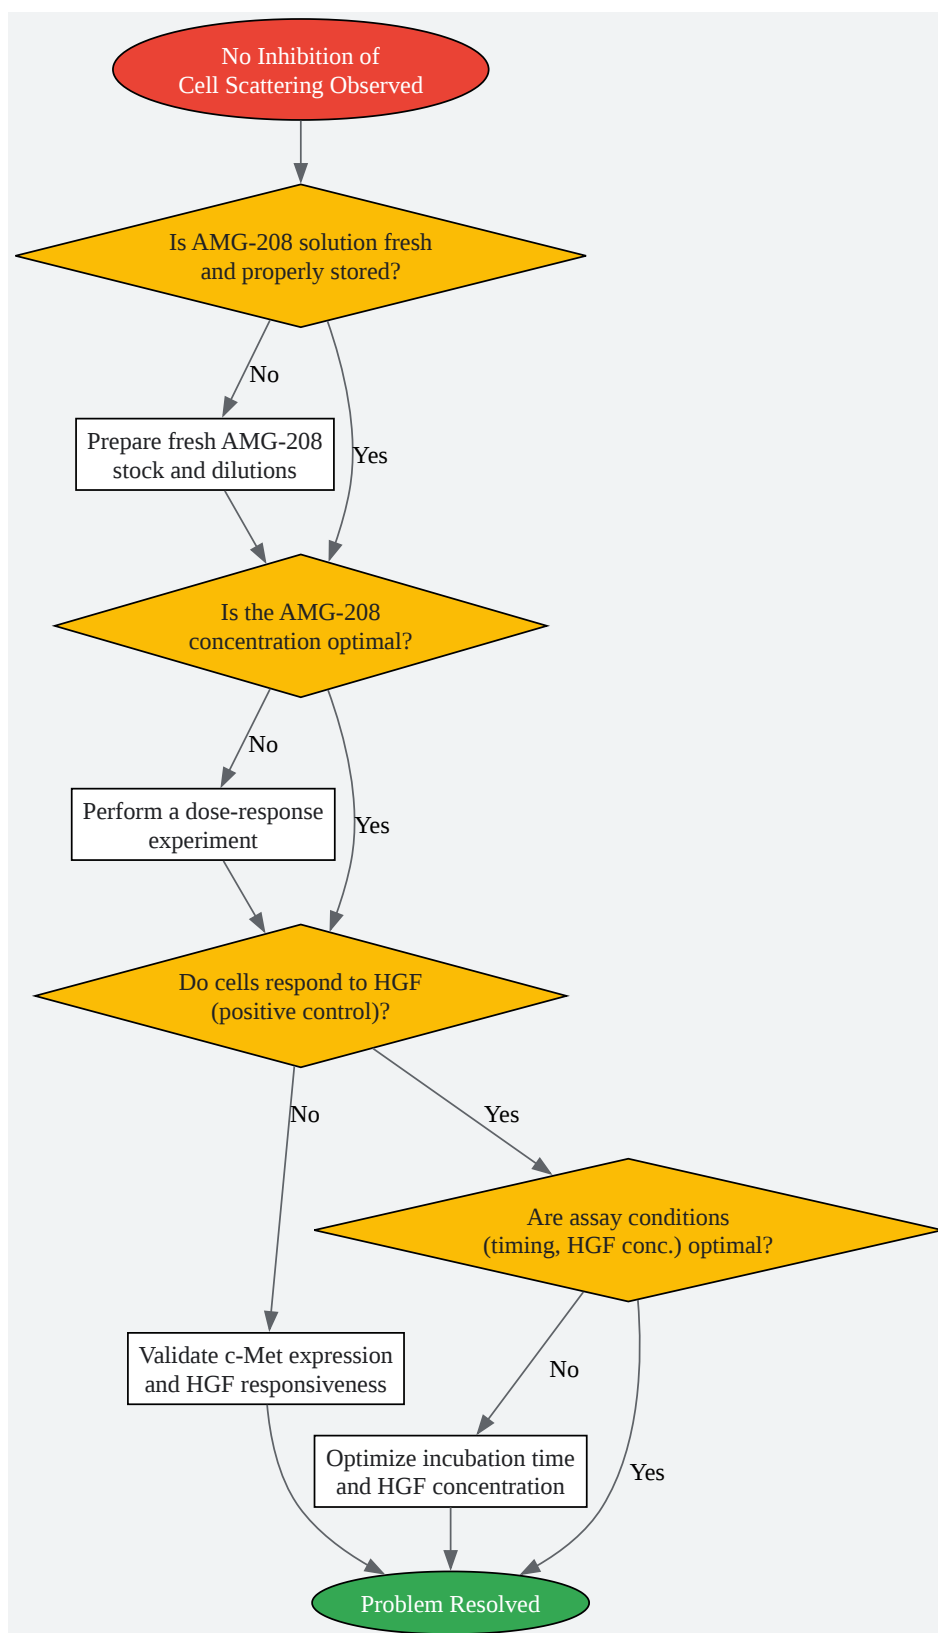 No Inhibition of
Cell Scattering Observed
Is AMG-208 solution fresh
and properly stored?
No
Prepare fresh AMG-208
stock and dilutions
Yes
Is the AMG-208
concentration optimal?
No
Perform a dose-response
experiment
Yes
Do cells respond to HGF
(positive control)?
No
Yes
Are assay conditions
(timing, HGF conc.) optimal?
Validate c-Met expression
and HGF responsiveness
No
Optimize incubation time
and HGF concentration
Yes
Problem Resolved